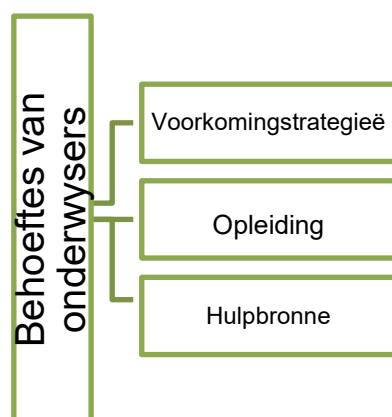 Behoeftes van
onderwysers
Voorkomingstrategieë
Opleiding
Hulpbronne